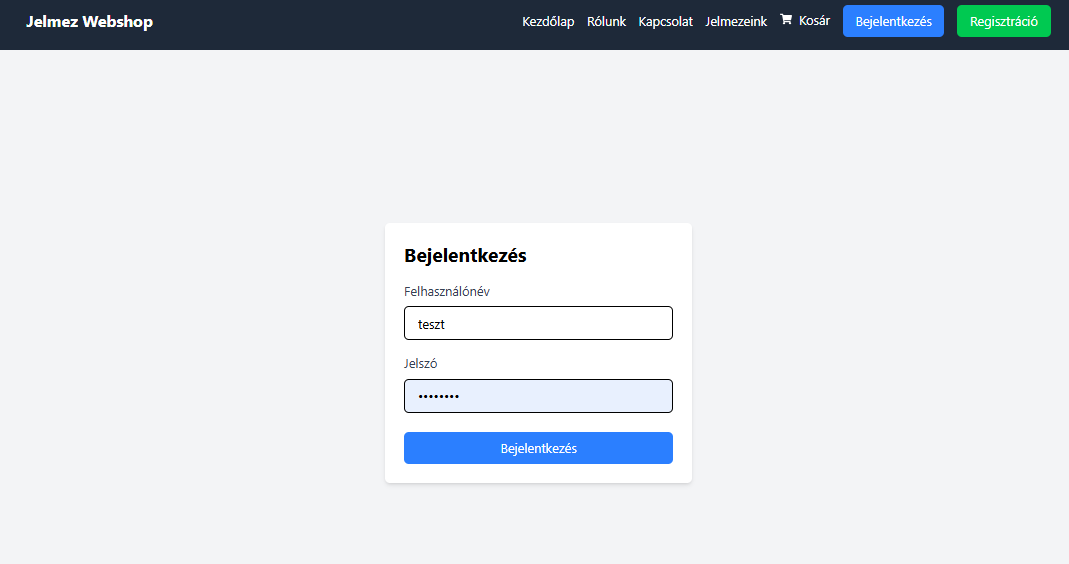 Jelmez Webshop
Kezdőlap Rólunk Kapcsolat Jelmezeink Kosár Bejelentkezés Regisztráció
Bejelentkezés
Felhasználónév
teszt
Jelszó
••••••••
Bejelentkezés